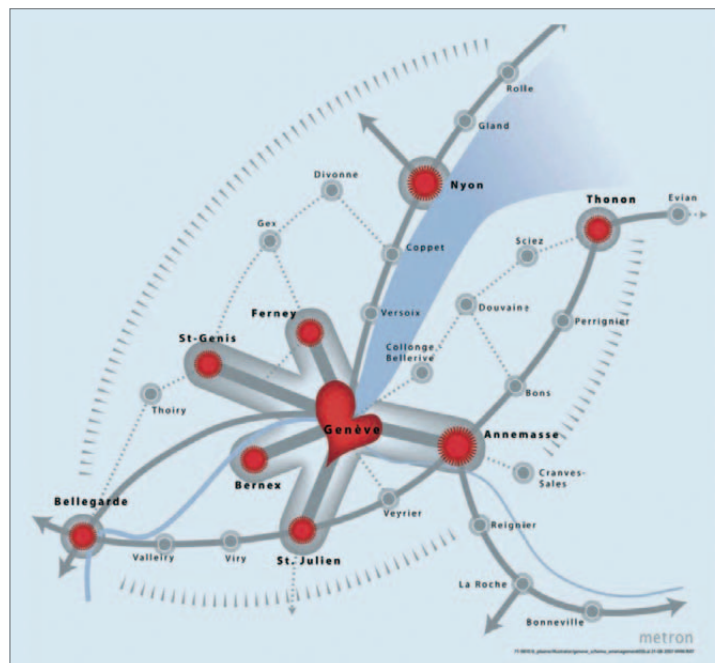 Rolle
Gland
Divonne
Nyon
Thonon
Evian
Gex
Coppet
Sciez
Ferney
Versoix
Douvaine
St-Genis
Perrignier
Collonge
Bellerive
Thoiry
Bons
Genève
Annemasse
Bernex
Cranves-
Sales
Bellegarde
Veyrier
Reignier
Valleiry
Viry
St. Julien
La Roche
Bonneville
metron